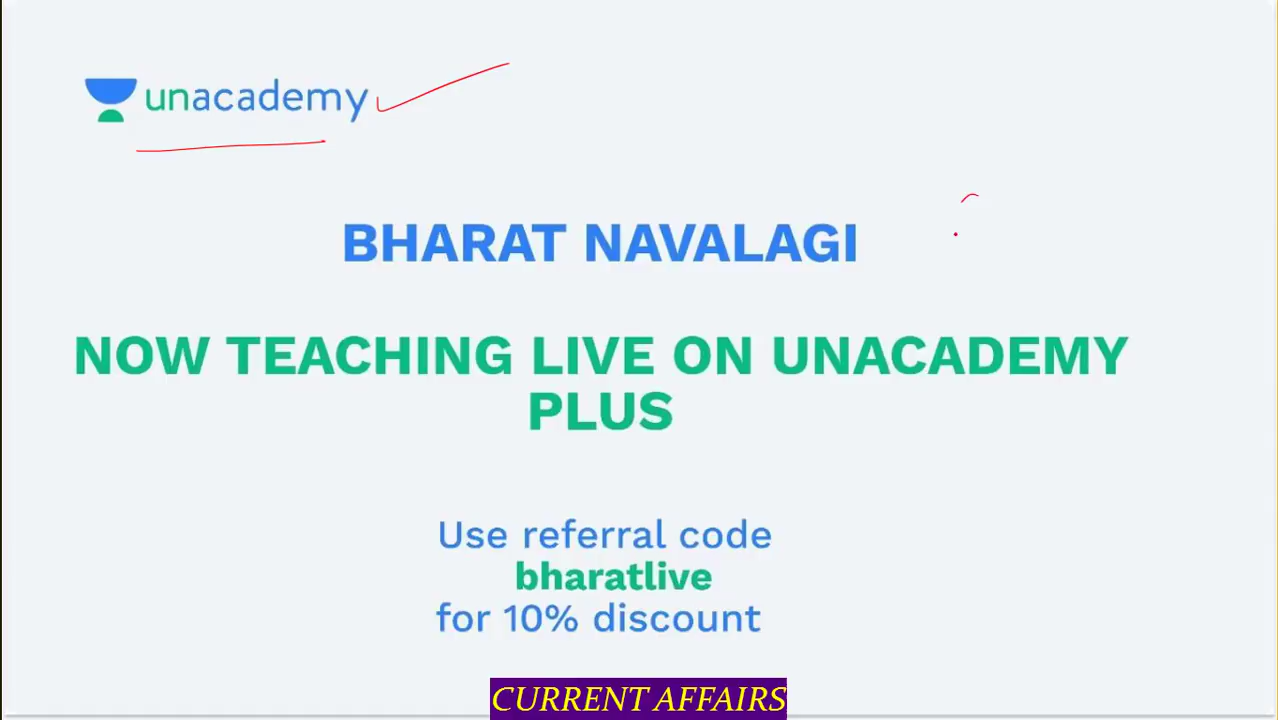 unacademy
BHARAT NAVALAGI
NOW TEACHING LIVE ON UNACADEMY
PLUS
Use referral code
bharatlive
for 10% discount
CURRENT AFFAIRS